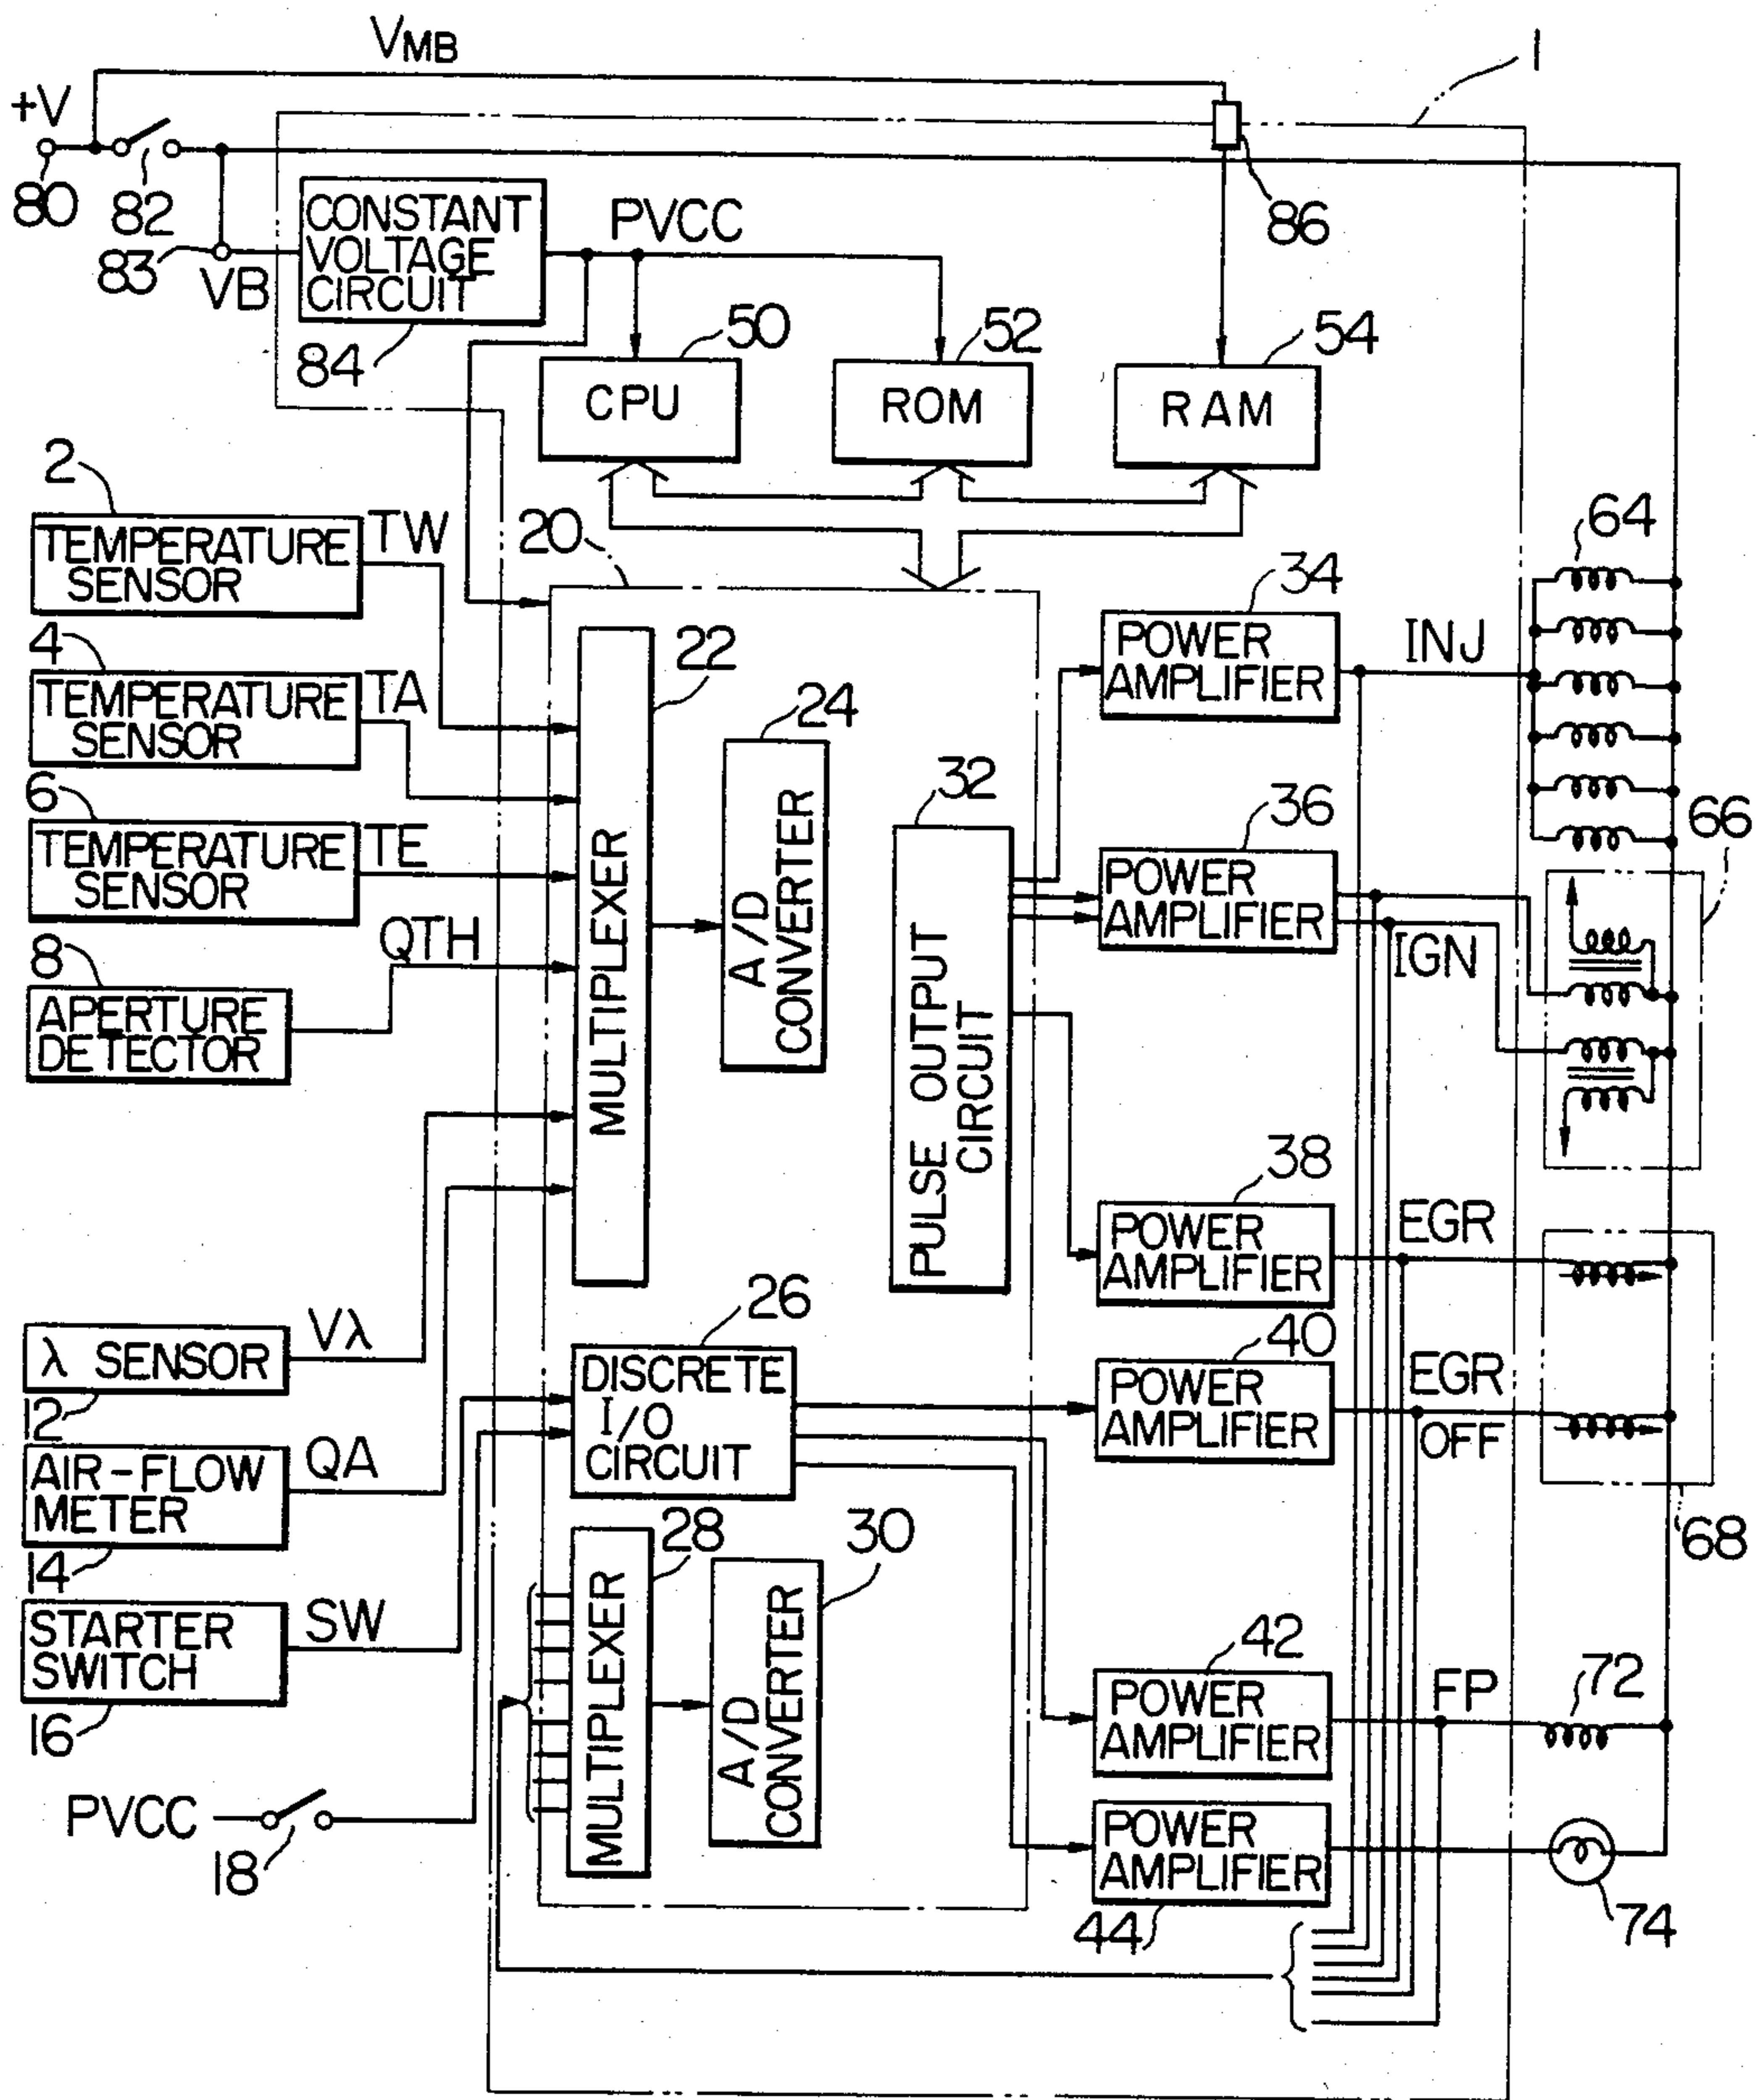 VMB
1
+V
80
82
86
CONSTANT
VOLTAGE
CIRCUIT
PVCC
83
VB
84
50
52
54
CPU
ROM
RAM
2
TEMPERATURE
SENSOR
TW
20
64
34
POWER
AMPLIFIER
INJ
4
TEMPERATURE
SENSOR
TA
22
MULTIPLEXER
24
A/D
CONVERTER
6
TEMPERATURE
SENSOR
TE
32
PULSE OUTPUT
CIRCUIT
36
POWER
AMPLIFIER
IGN
66
QTH
8
APERTURE
DETECTOR
38
POWER
AMPLIFIER
EGR
λ SENSOR
Vλ
12
26
DISCRETE
I/O
CIRCUIT
40
POWER
AMPLIFIER
EGR
OFF
68
AIR-FLOW
METER
QA
14
28
MULTIPLEXER
30
A/D
CONVERTER
STARTER
SWITCH
SW
16
42
POWER
AMPLIFIER
FP
72
PVCC
18
POWER
AMPLIFIER
44
74